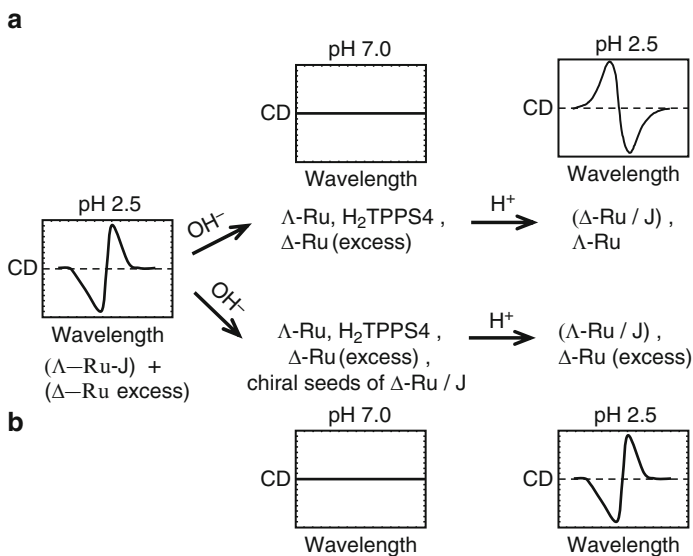 a
pH 7.0
pH 2.5
CD
CD
Wavelength
Wavelength
pH 2.5
OH⁻
Λ-Ru, H₂TPPS4 ,
Δ-Ru (excess)
H⁺
(Δ-Ru / J) ,
Λ-Ru
CD
Wavelength
(Λ—Ru-J) +
(Δ—Ru excess)
OH⁻
Λ-Ru, H₂TPPS4 ,
Δ-Ru (excess) ,
chiral seeds of Δ-Ru / J
H⁺
(Λ-Ru / J) ,
Δ-Ru (excess)
b
pH 7.0
pH 2.5
CD
CD
Wavelength
Wavelength